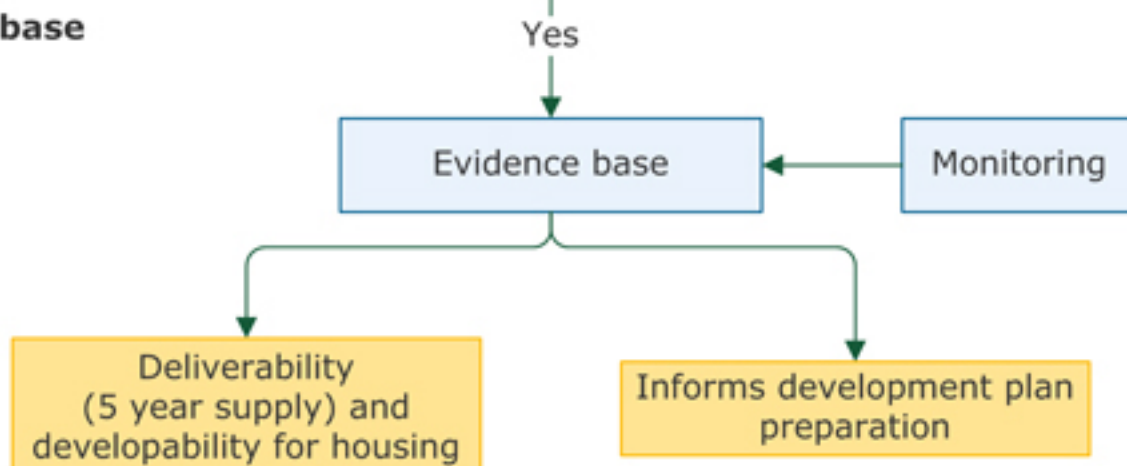 base
Yes
Evidence base
Monitoring
Deliverability
(5 year supply) and
developability for housing
Informs development plan
preparation